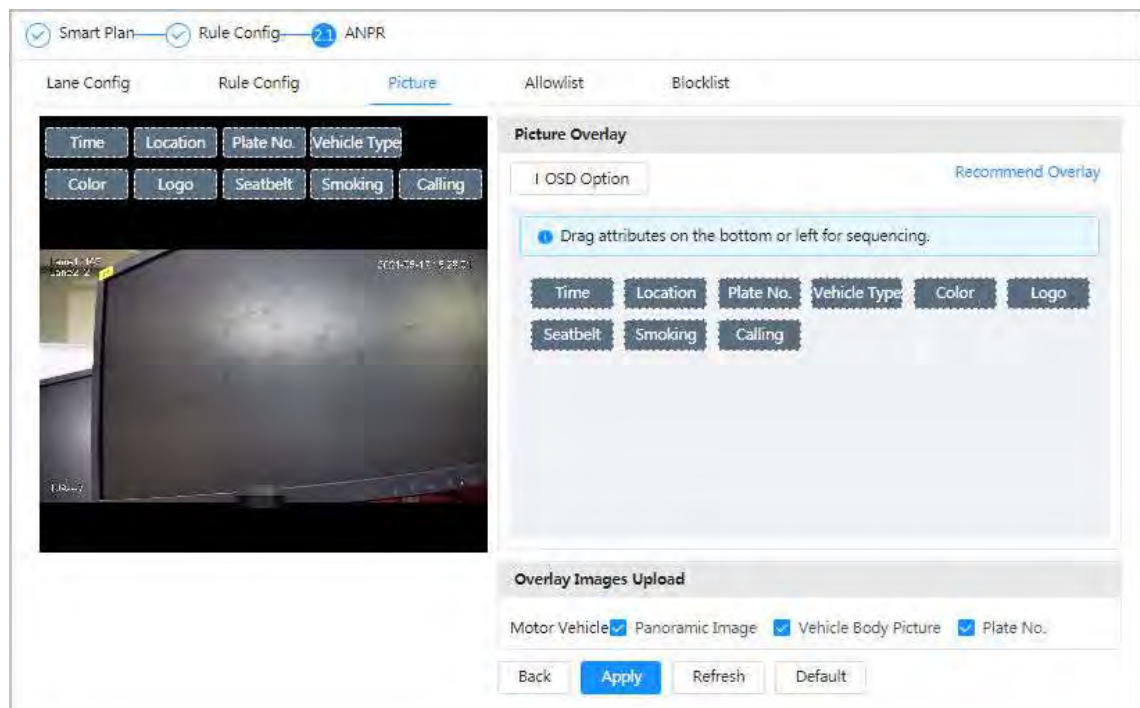 Smart Plan Rule Config 2.1 ANPR
Lane Config Rule Config Picture Allowlist Blocklist
Time Location Plate No. Vehicle Type
Color Logo Seatbelt Smoking Calling
Picture Overlay
OSD Option Recommend Overlay
Drag attributes on the bottom or left for sequencing.
Time Location Plate No. Vehicle Type Color Logo
Seatbelt Smoking Calling
Overlay Images Upload
Motor Vehicle Panoramic Image Vehicle Body Picture Plate No.
Back Apply Refresh Default